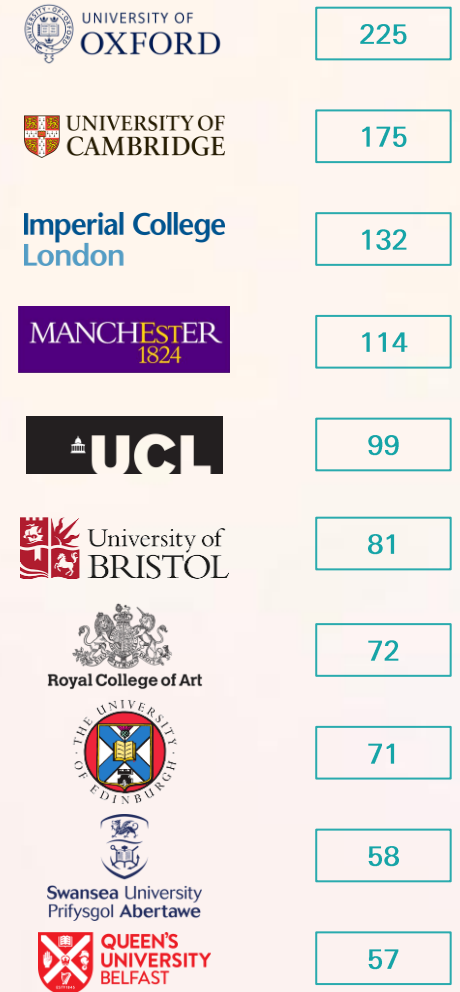 UNIVERSITY OF
OXFORD
225
UNIVERSITY OF
CAMBRIDGE
175
Imperial College
London
132
MANCHESTER
1824
114
UCL
99
University of
BRISTOL
81
Royal College of Art
72
THE UNIVERSITY OF EDINBURGH
71
Swansea University
Prifysgol Abertawe
58
QUEEN'S
UNIVERSITY
BELFAST
57